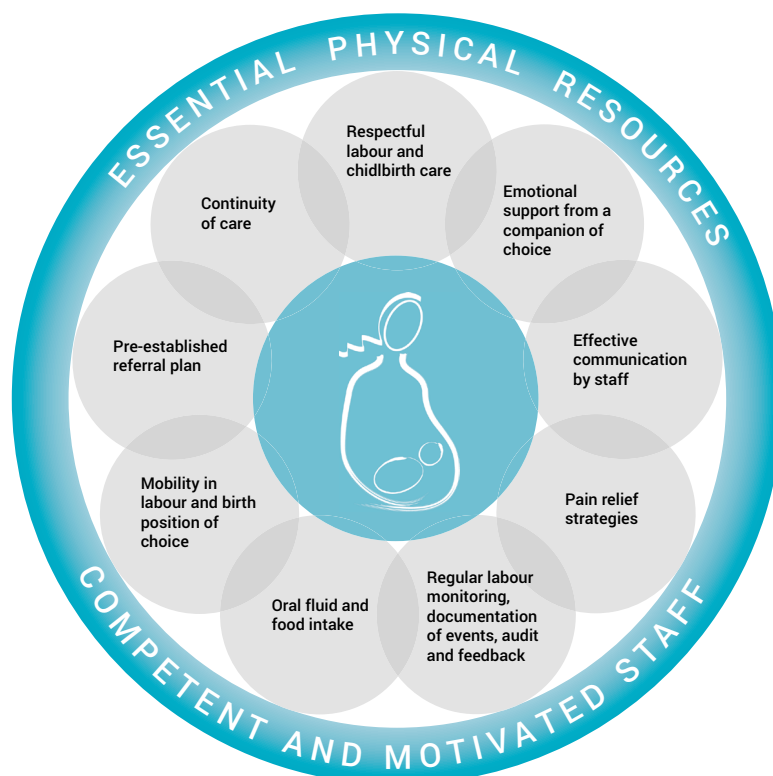 ESSENTIAL PHYSICAL RESOURCES
Respectful
labour and
chidlbirth care
Emotional
support from a
companion of
choice
Effective
communication
by staff
Pain relief
strategies
Regular labour
monitoring,
documentation
of events, audit
and feedback
Oral fluid and
food intake
Mobility in
labour and birth
position of
choice
Pre-established
referral plan
Continuity
of care
COMPETENT AND MOTIVATED STAFF